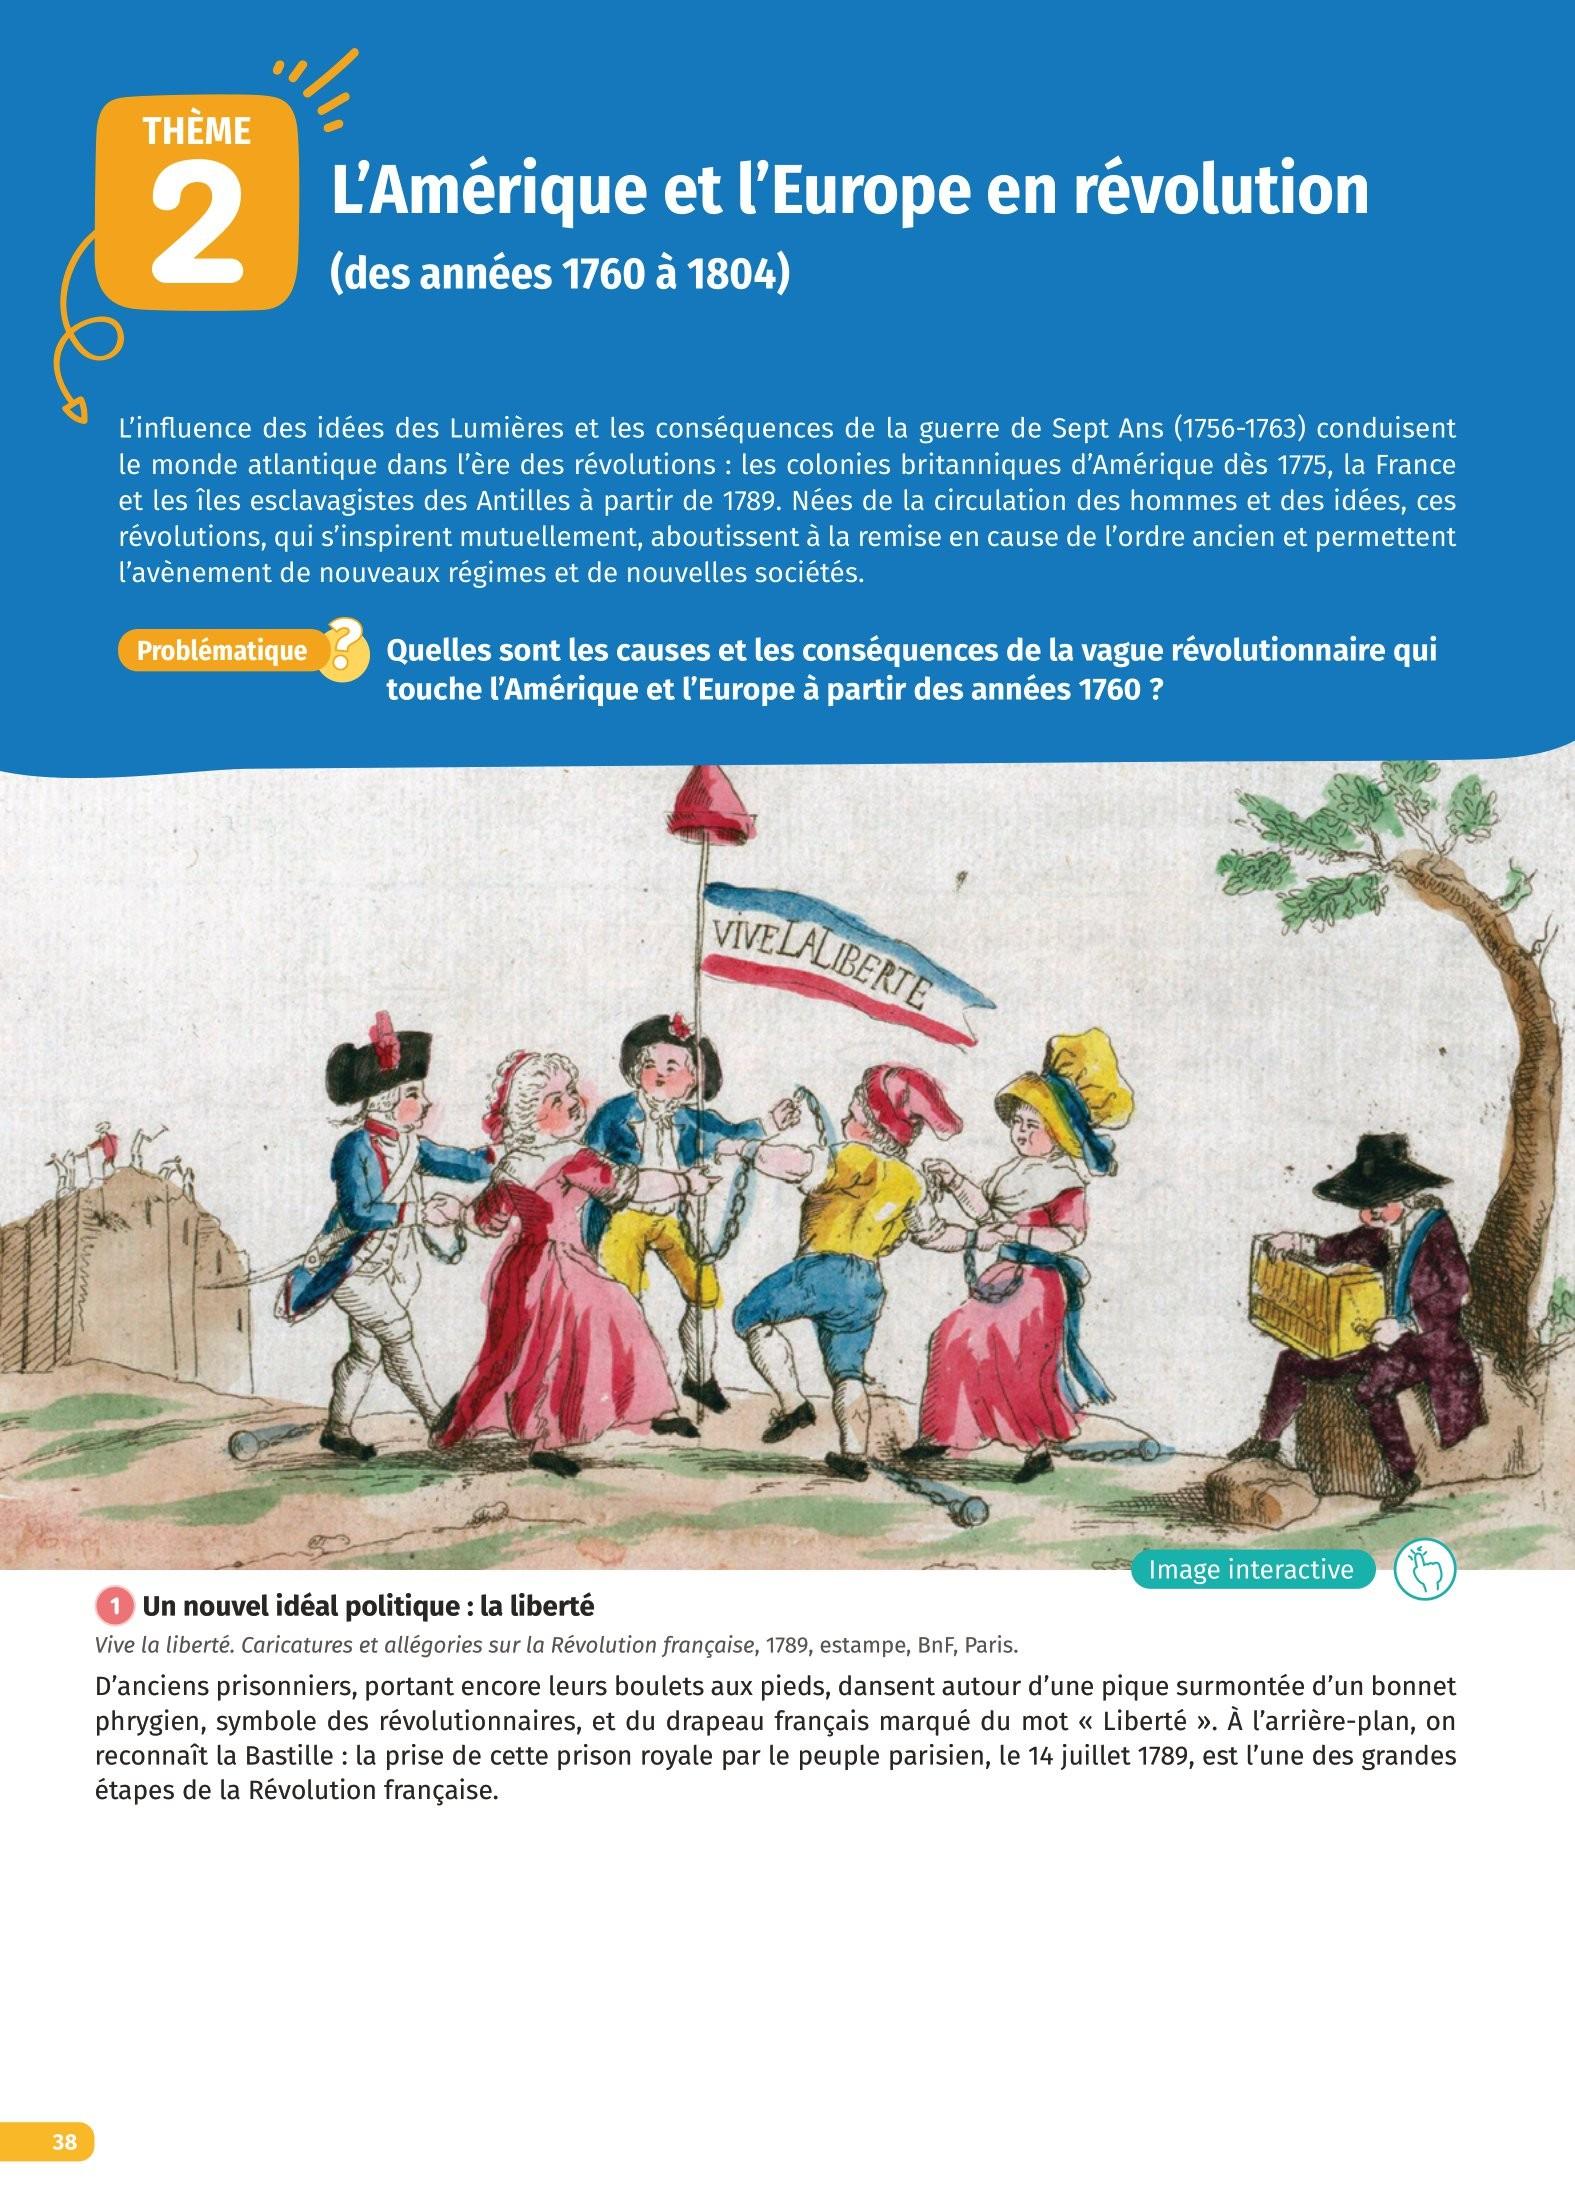 THÈME
2
L’Amérique et l’Europe en révolution
(des années 1760 à 1804)
L’influence des idées des Lumières et les conséquences de la guerre de Sept Ans (1756-1763) conduisent
le monde atlantique dans l’ère des révolutions : les colonies britanniques d’Amérique dès 1775, la France
et les îles esclavagistes des Antilles à partir de 1789. Nées de la circulation des hommes et des idées, ces
révolutions, qui s’inspirent mutuellement, aboutissent à la remise en cause de l’ordre ancien et permettent
l’avènement de nouveaux régimes et de nouvelles sociétés.
Problématique ?
Quelles sont les causes et les conséquences de la vague révolutionnaire qui
touche l’Amérique et l’Europe à partir des années 1760 ?
VIVE LA LIBERTE
Image interactive
1 Un nouvel idéal politique : la liberté
Vive la liberté. Caricatures et allégories sur la Révolution française, 1789, estampe, BnF, Paris.
D’anciens prisonniers, portant encore leurs boulets aux pieds, dansent autour d’une pique surmontée d’un bonnet
phrygien, symbole des révolutionnaires, et du drapeau français marqué du mot « Liberté ». À l’arrière-plan, on
reconnaît la Bastille : la prise de cette prison royale par le peuple parisien, le 14 juillet 1789, est l’une des grandes
étapes de la Révolution française.
38